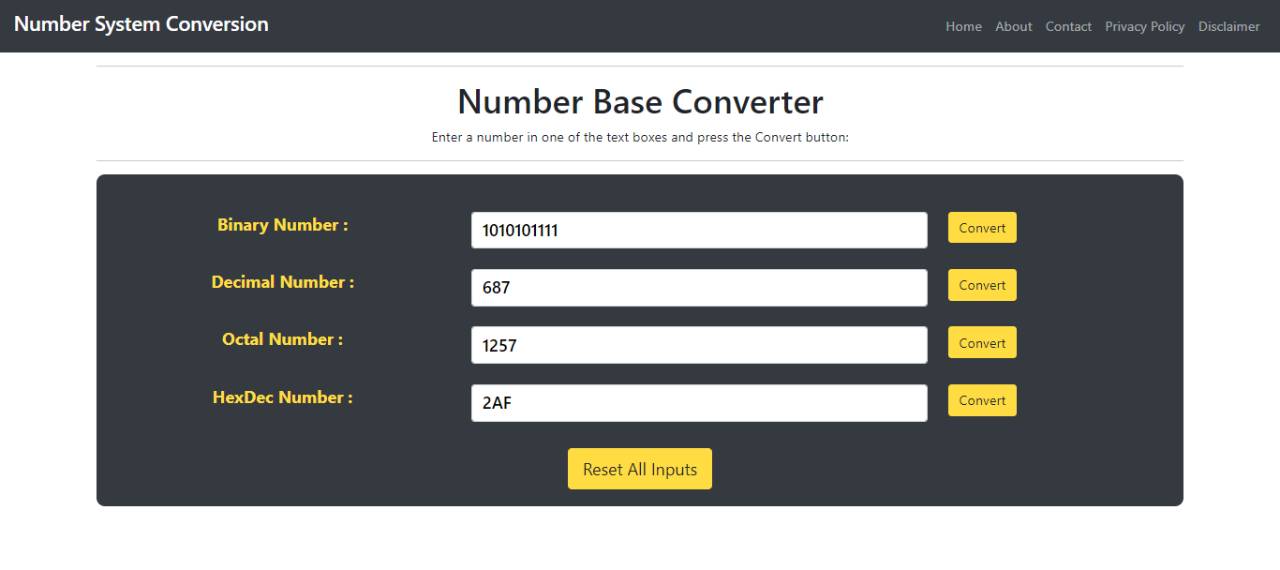 Number System Conversion
Home About Contact Privacy Policy Disclaimer
Number Base Converter
Enter a number in one of the text boxes and press the Convert button:
Binary Number : 1010101111 Convert
Decimal Number : 687 Convert
Octal Number : 1257 Convert
HexDec Number : 2AF Convert
Reset All Inputs